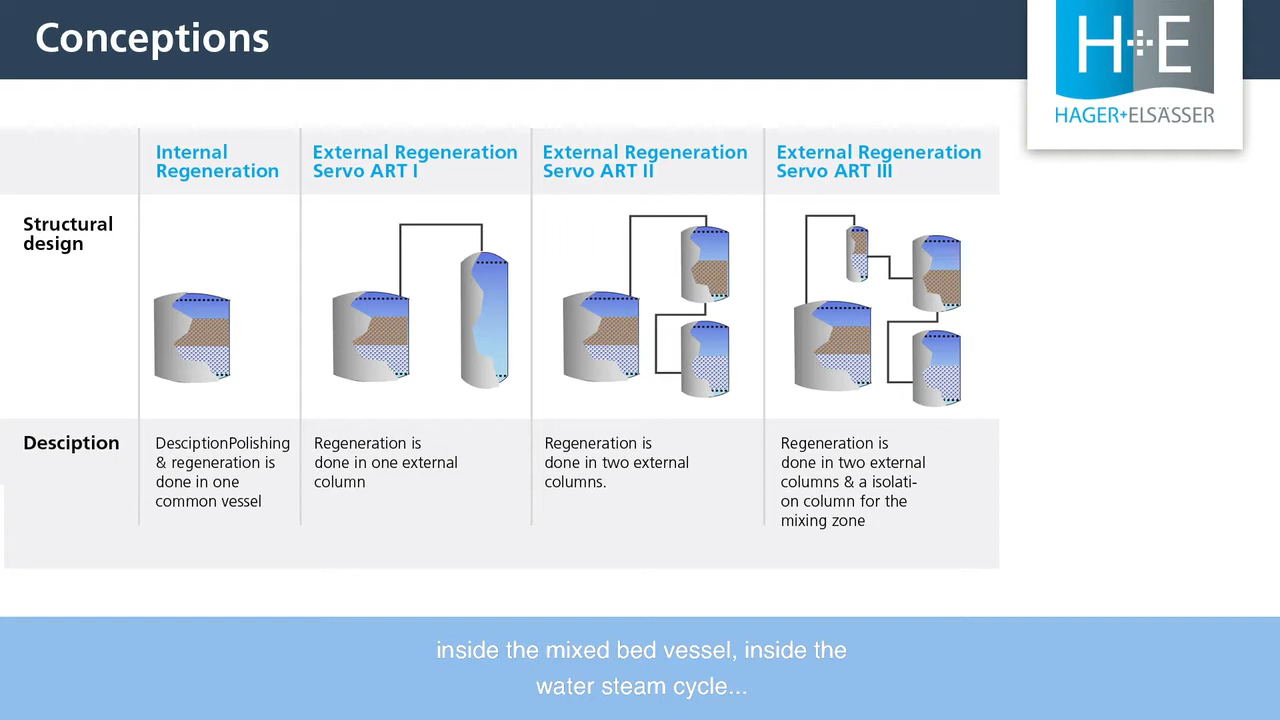 Conceptions
H+E
HAGER+ELSÄSSER
Internal
Regeneration
External Regeneration
Servo ART I
External Regeneration
Servo ART II
External Regeneration
Servo ART III
Structural
design
Desciption
DesciptionPolishing
& regeneration is
done in one
common vessel
Regeneration is
done in one external
column
Regeneration is
done in two external
columns.
Regeneration is
done in two external
columns & a isolati-
on column for the
mixing zone
inside the mixed bed vessel, inside the
water steam cycle...